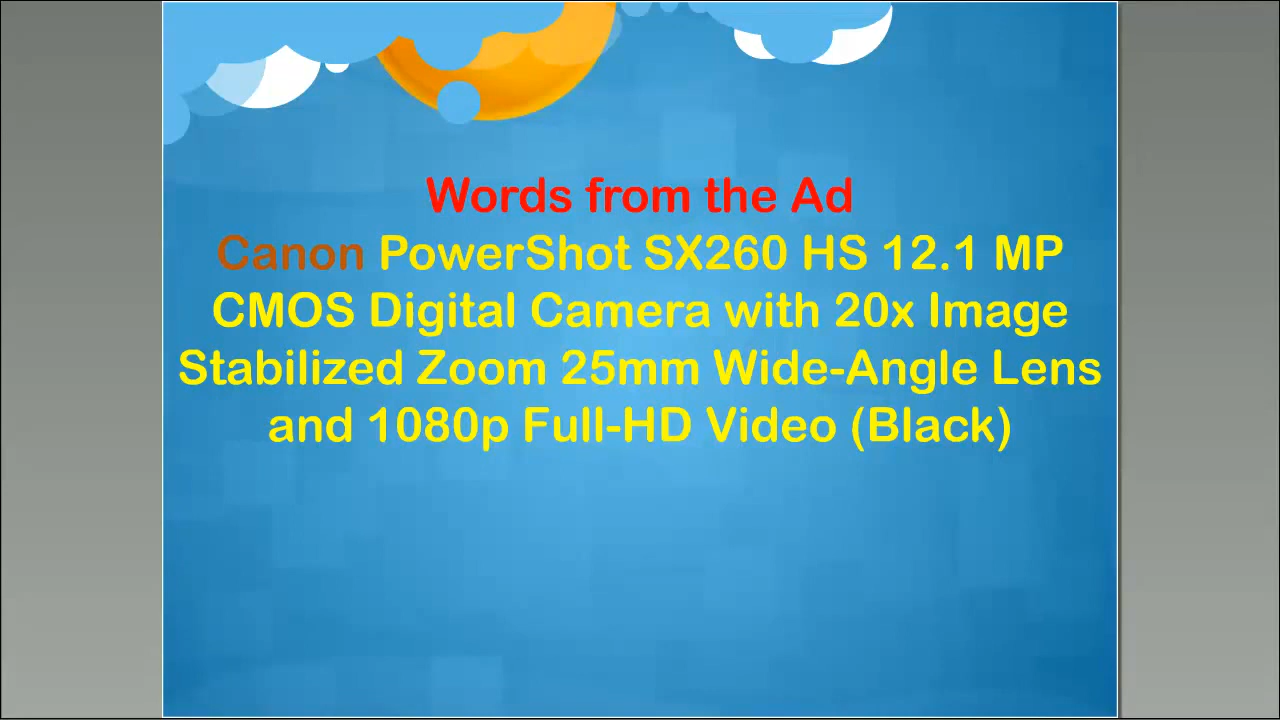 Words from the Ad
Canon PowerShot SX260 HS 12.1 MP
CMOS Digital Camera with 20x Image
Stabilized Zoom 25mm Wide-Angle Lens
and 1080p Full-HD Video (Black)